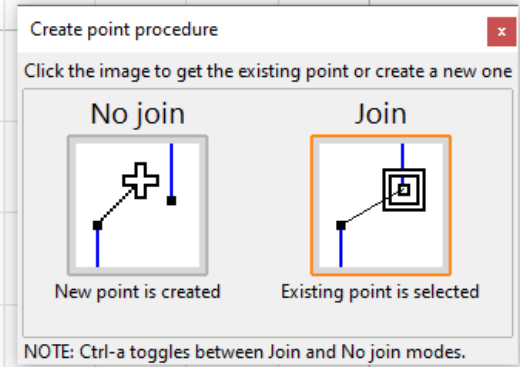 Create point procedure
x
Click the image to get the existing point or create a new one
No join
Join
New point is created
Existing point is selected
NOTE: Ctrl-a toggles between Join and No join modes.